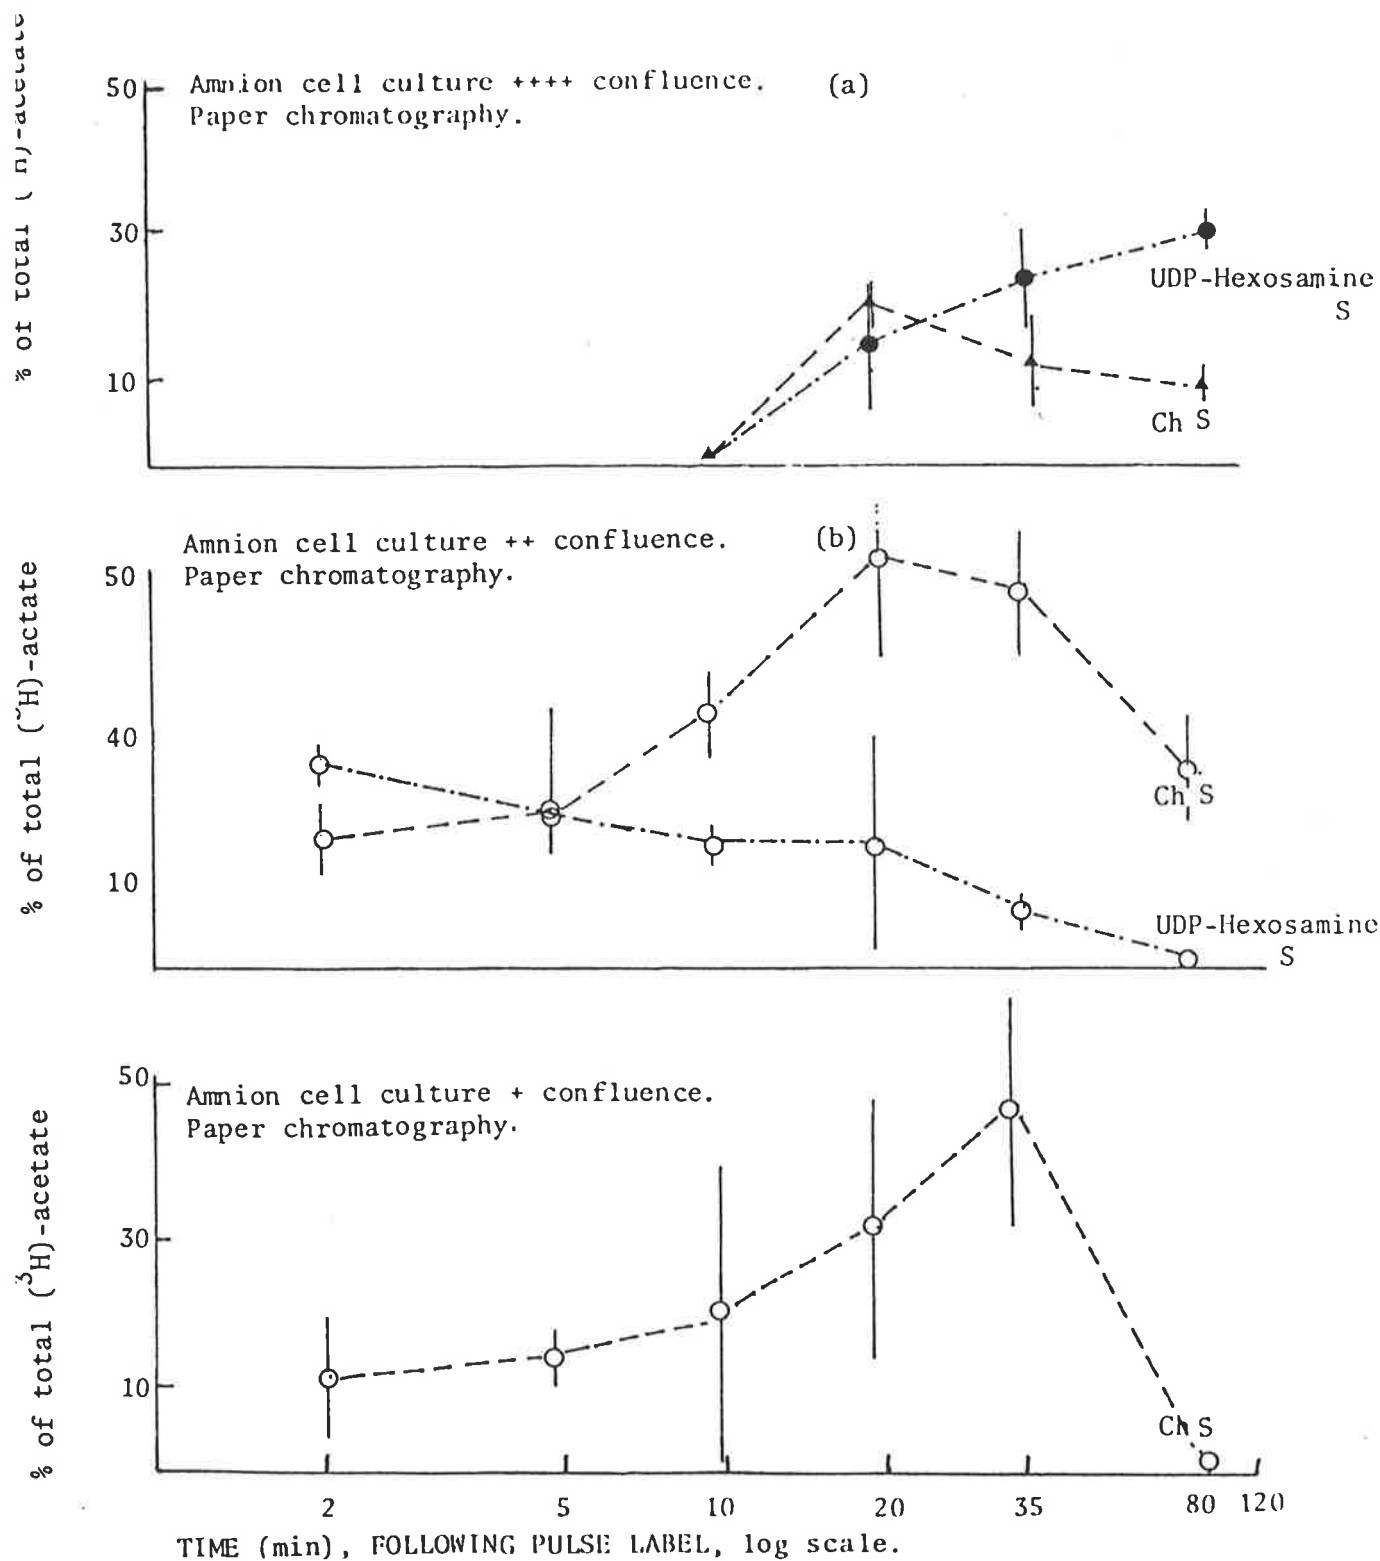 50 Amnion cell culture ++++ confluence. (a)
Paper chromatography.
% of total ( H)-acetate
30
UDP-Hexosamine
S
10
Ch S
Amnion cell culture ++ confluence. (b)
50 Paper chromatography.
% of total (3H)-actate
40
Ch S
10
UDP-Hexosamine
S
50
Amnion cell culture + confluence.
Paper chromatography.
% of total (3H)-acetate
30
10
Ch S
2 5 10 20 35 80 120
TIME (min), FOLLOWING PULSE LABEL, log scale.